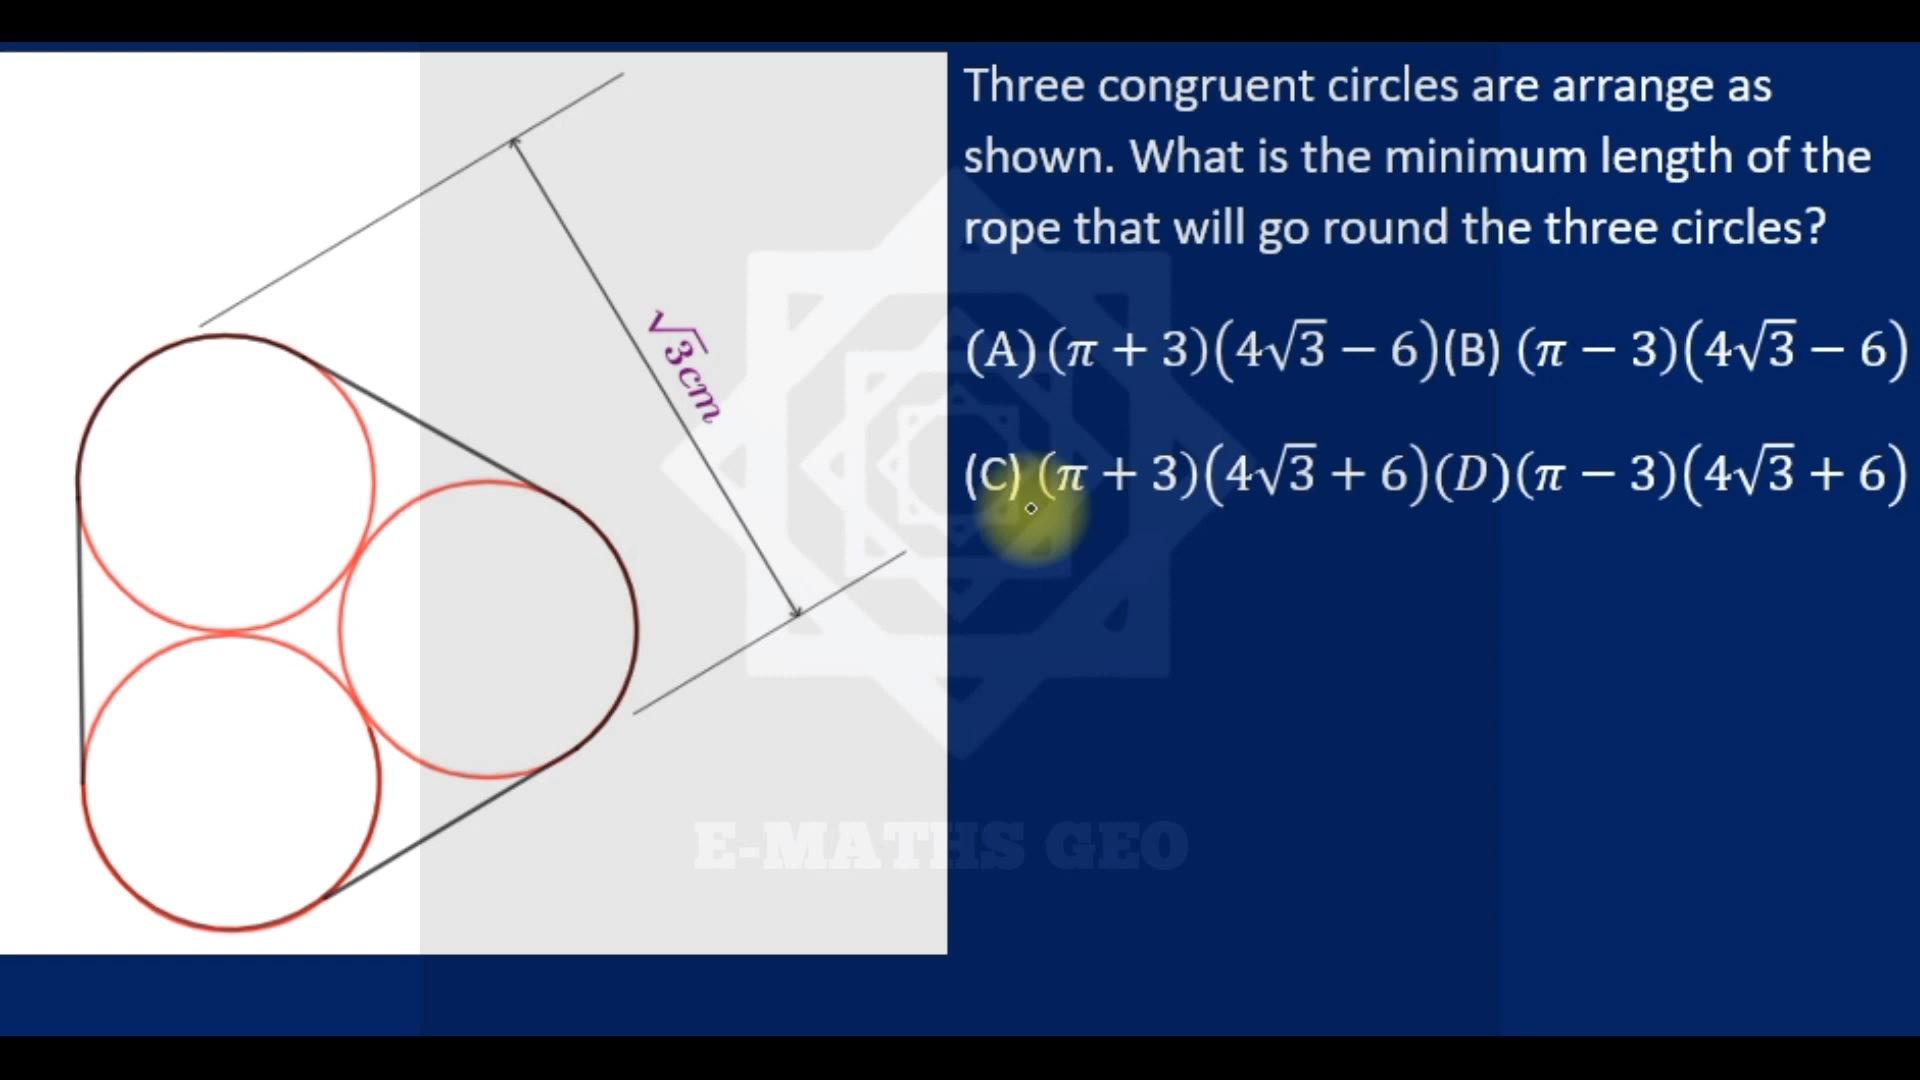 Three congruent circles are arrange as
shown. What is the minimum length of the
rope that will go round the three circles?
√3cm
(A) (π + 3)(4√3 − 6)(B) (π − 3)(4√3 − 6)
(C) (π + 3)(4√3 + 6)(D)(π − 3)(4√3 + 6)
E-MATHS GEO